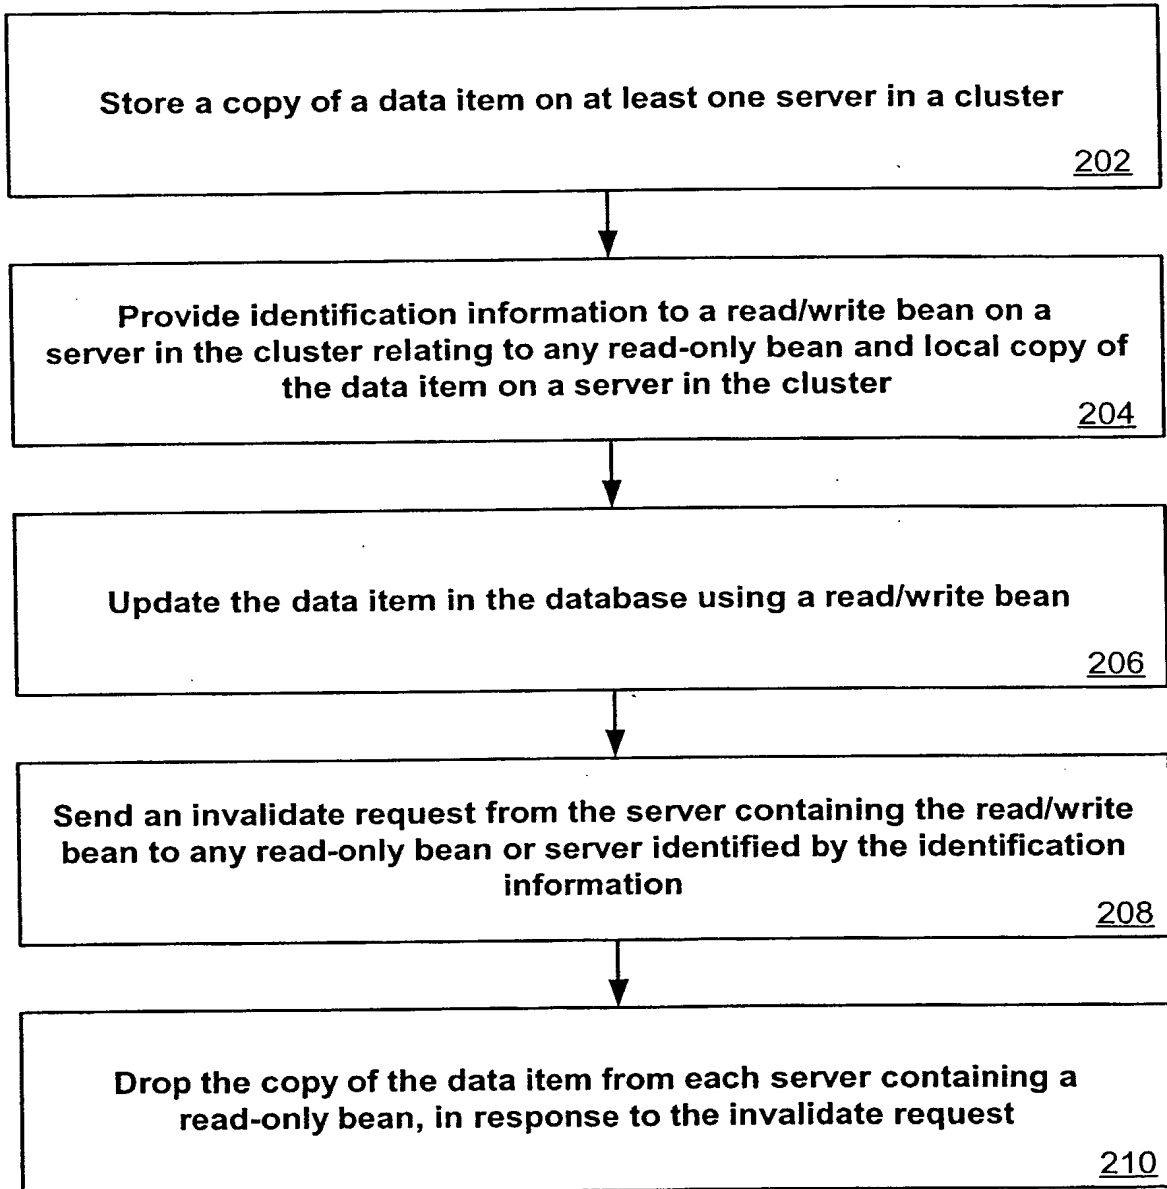 Store a copy of a data item on at least one server in a cluster
202
Provide identification information to a read/write bean on a
server in the cluster relating to any read-only bean and local copy of
the data item on a server in the cluster
204
Update the data item in the database using a read/write bean
206
Send an invalidate request from the server containing the read/write
bean to any read-only bean or server identified by the identification
information
208
Drop the copy of the data item from each server containing a
read-only bean, in response to the invalidate request
210